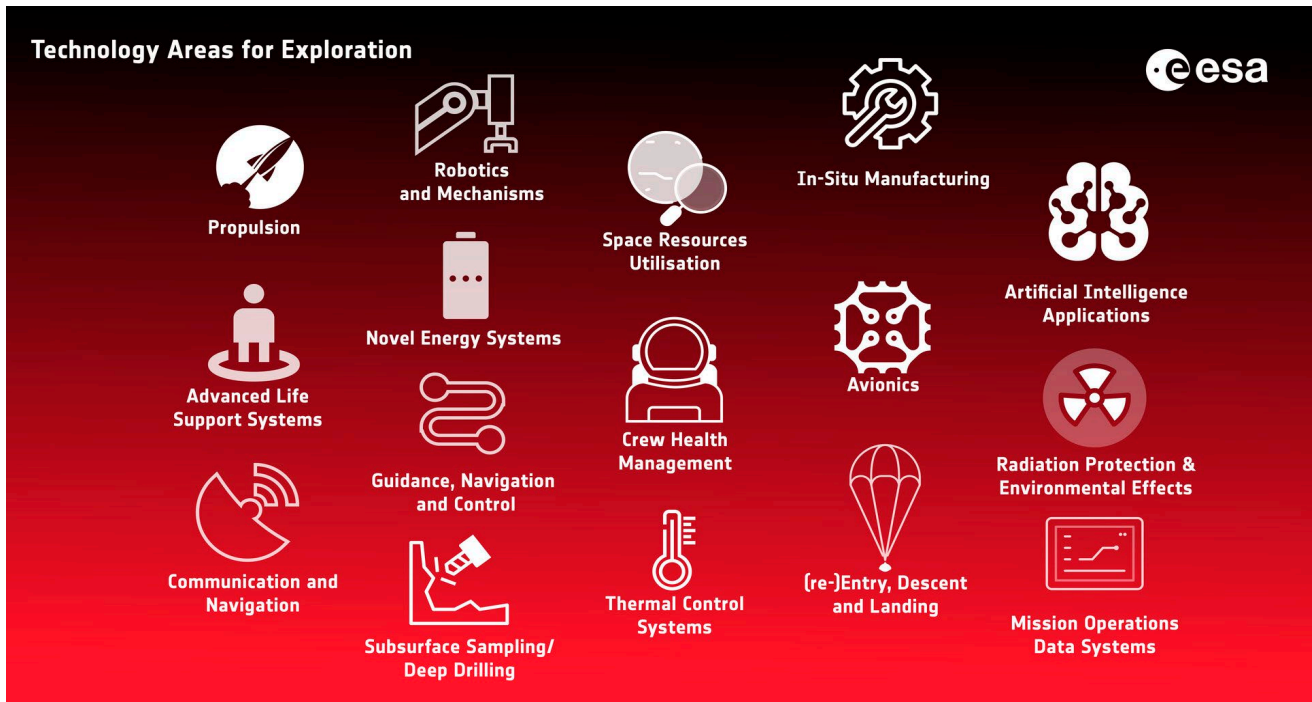 Technology Areas for Exploration
esa
Propulsion
Robotics
and Mechanisms
Space Resources
Utilisation
In-Situ Manufacturing
Artificial Intelligence
Applications
Advanced Life
Support Systems
Novel Energy Systems
Crew Health
Management
Avionics
Radiation Protection &
Environmental Effects
Communication and
Navigation
Guidance, Navigation
and Control
Thermal Control
Systems
(re-)Entry, Descent
and Landing
Mission Operations
Data Systems
Subsurface Sampling/
Deep Drilling